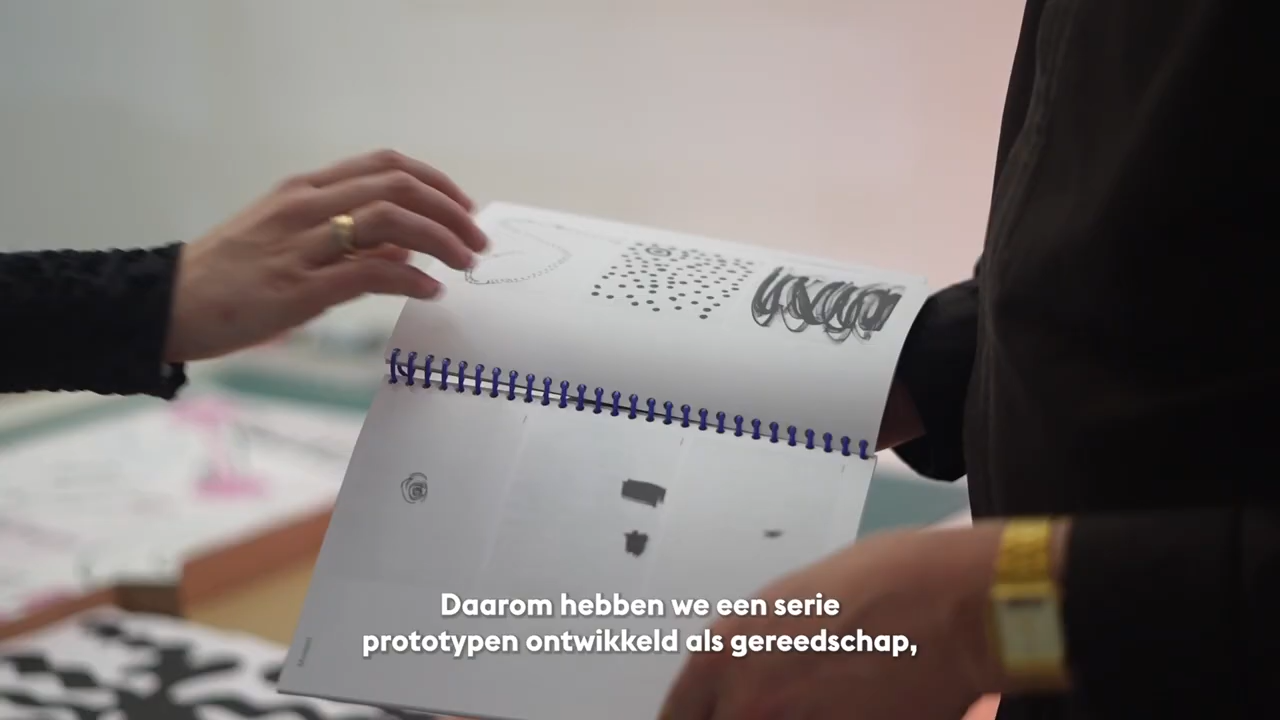 Daarom hebben we een serie
prototypen ontwikkeld als gereedschap,